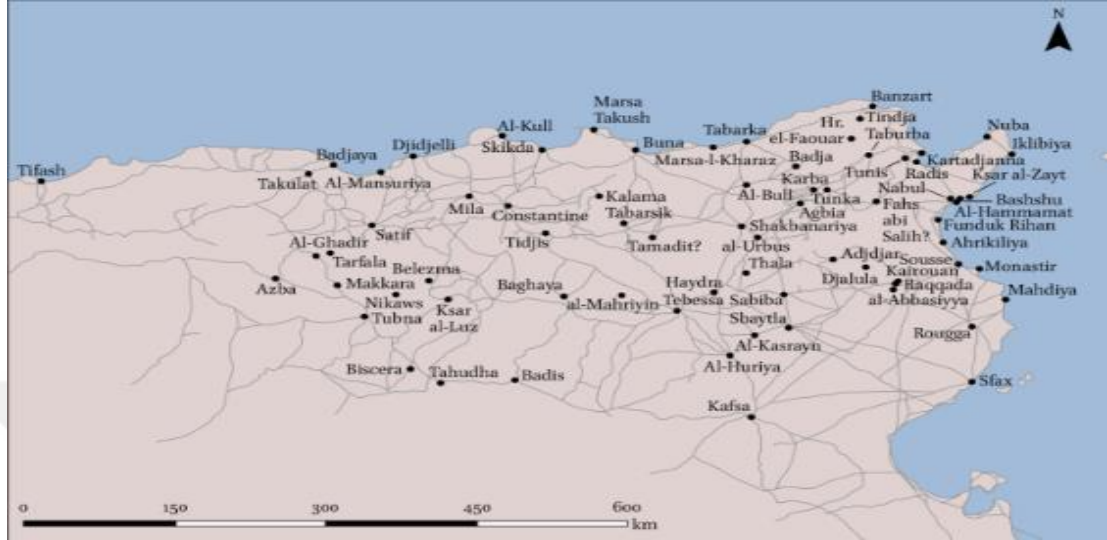 N
Banzart
Marsa
Takush
Hr.
Tindja
Al-Kull
Tabarka
el-Faouar
Taburba
Nuba
Djidjelli
Skikda
Buna
Iklibiya
Badjaya
Marsa-l-Kharaz
Badja
Kartadjanna
Tifash
Takulat
Al-Mansuriya
Karba
Tunis
Radis
Ksar al-Zayt
Mila
Kalama
Al-Bull
Tunka
Nabul
Bashshu
Constantine
Tabarsik
Agbia
Fahs
abi
Salih?
Al-Hammamat
Satif
Tidjis
Tamadit?
Shakbanariya
Funduk Rihan
Al-Ghadir
al-Urbus
Ahrikiliya
Tarfala
Belezma
Thala
Adjdjar
Sousse
Azba
Makkara
Baghaya
Haydra
Djalula
Kairouan
Monastir
Nikaws
al-Mahriyin
Tebessa
Sabiba
Raqqada
Mahdiya
Tubna
Ksar
al-Luz
al-Abbasiyya
Sbaytla
Rougga
Al-Kasrayn
Biscera
Tahudha
Badis
Al-Huriya
Sfax
Kafsa
0 150 300 450 600
km